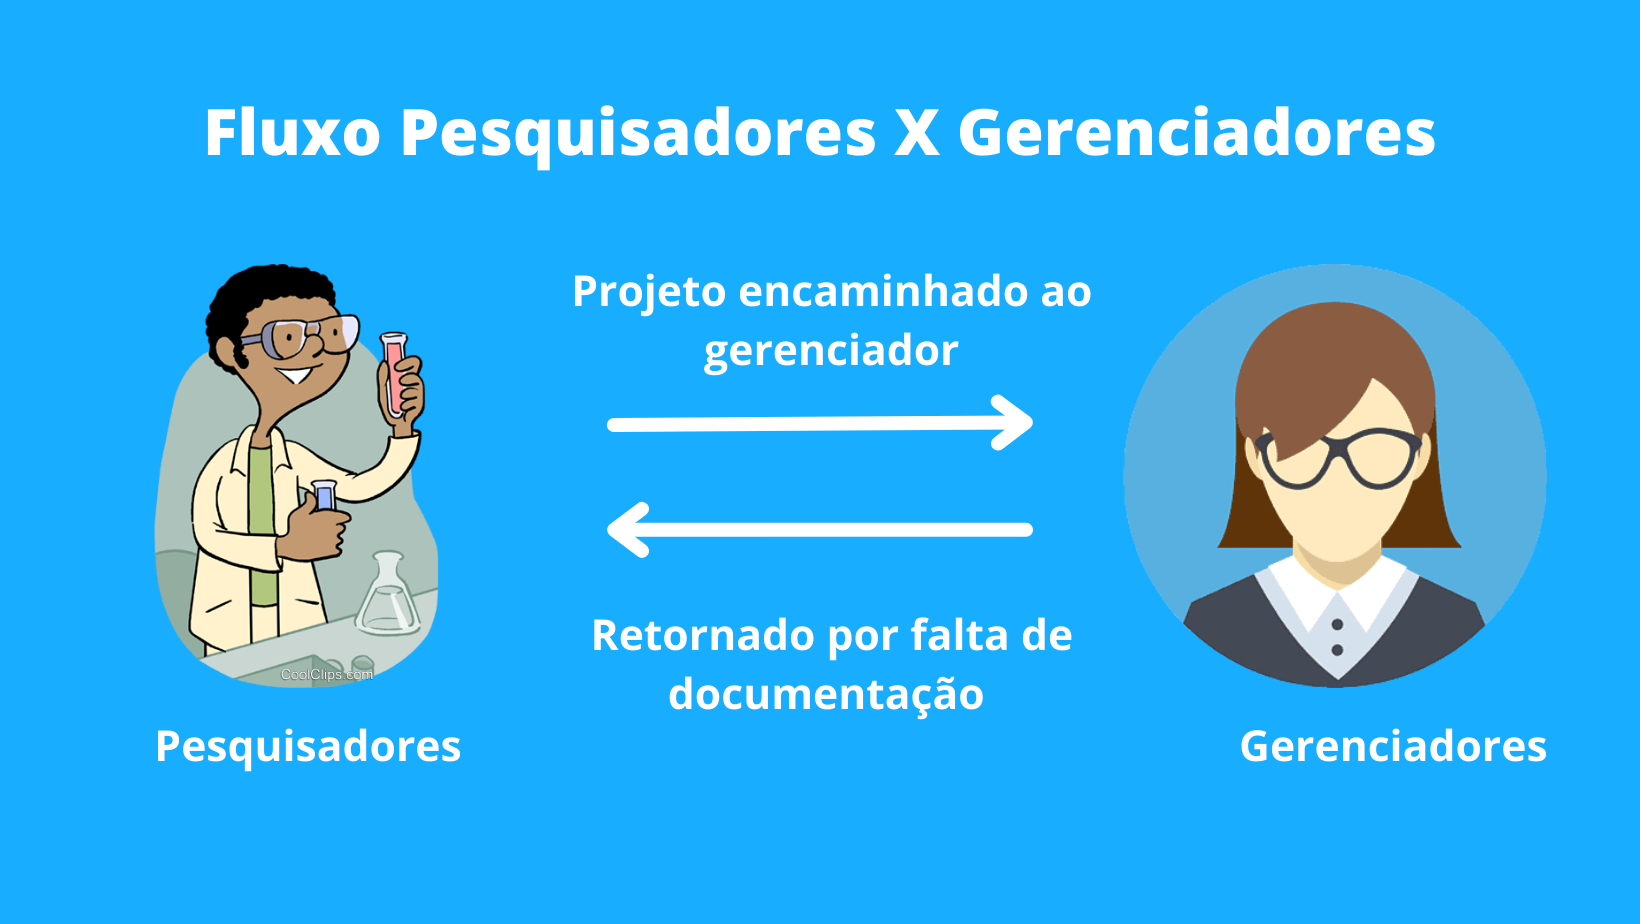 Fluxo Pesquisadores X Gerenciadores
Projeto encaminhado ao
gerenciador
Retornado por falta de
documentação
CoolClips.com
Pesquisadores
Gerenciadores